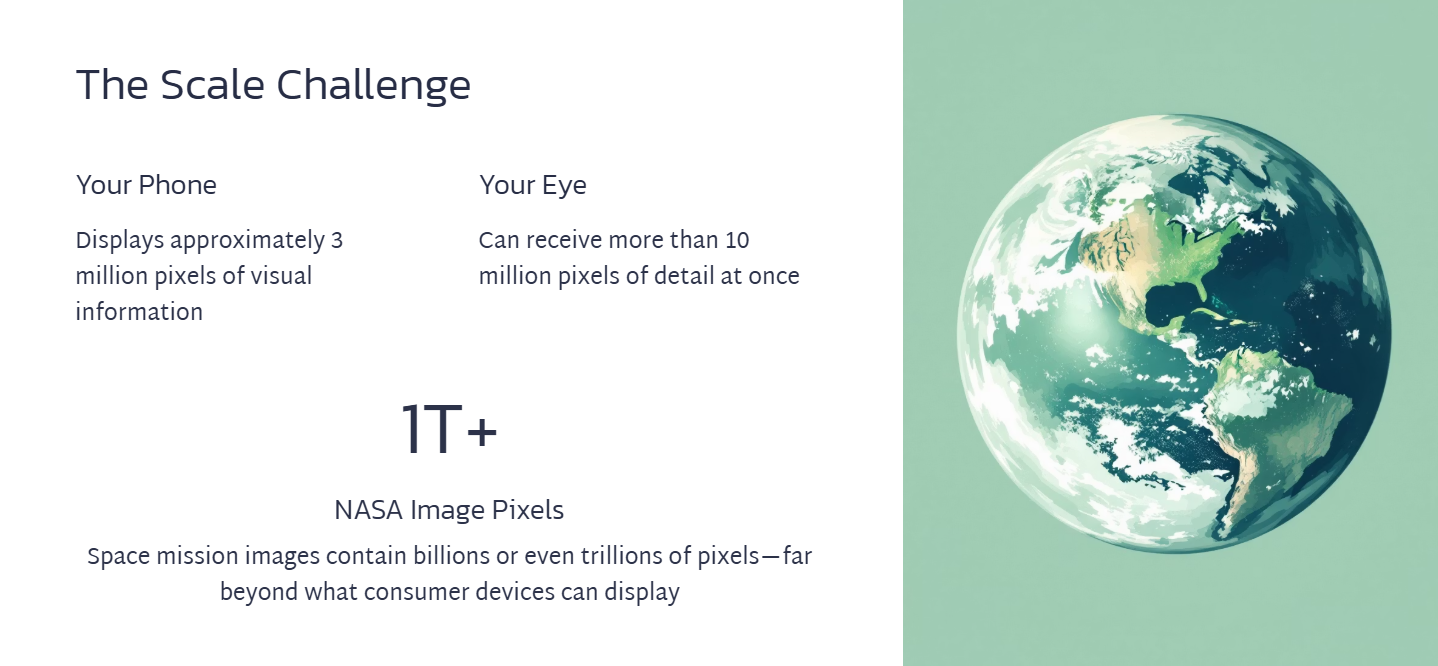 The Scale Challenge
Your Phone
Displays approximately 3
million pixels of visual
information
Your Eye
Can receive more than 10
million pixels of detail at once
1T+
NASA Image Pixels
Space mission images contain billions or even trillions of pixels—far
beyond what consumer devices can display